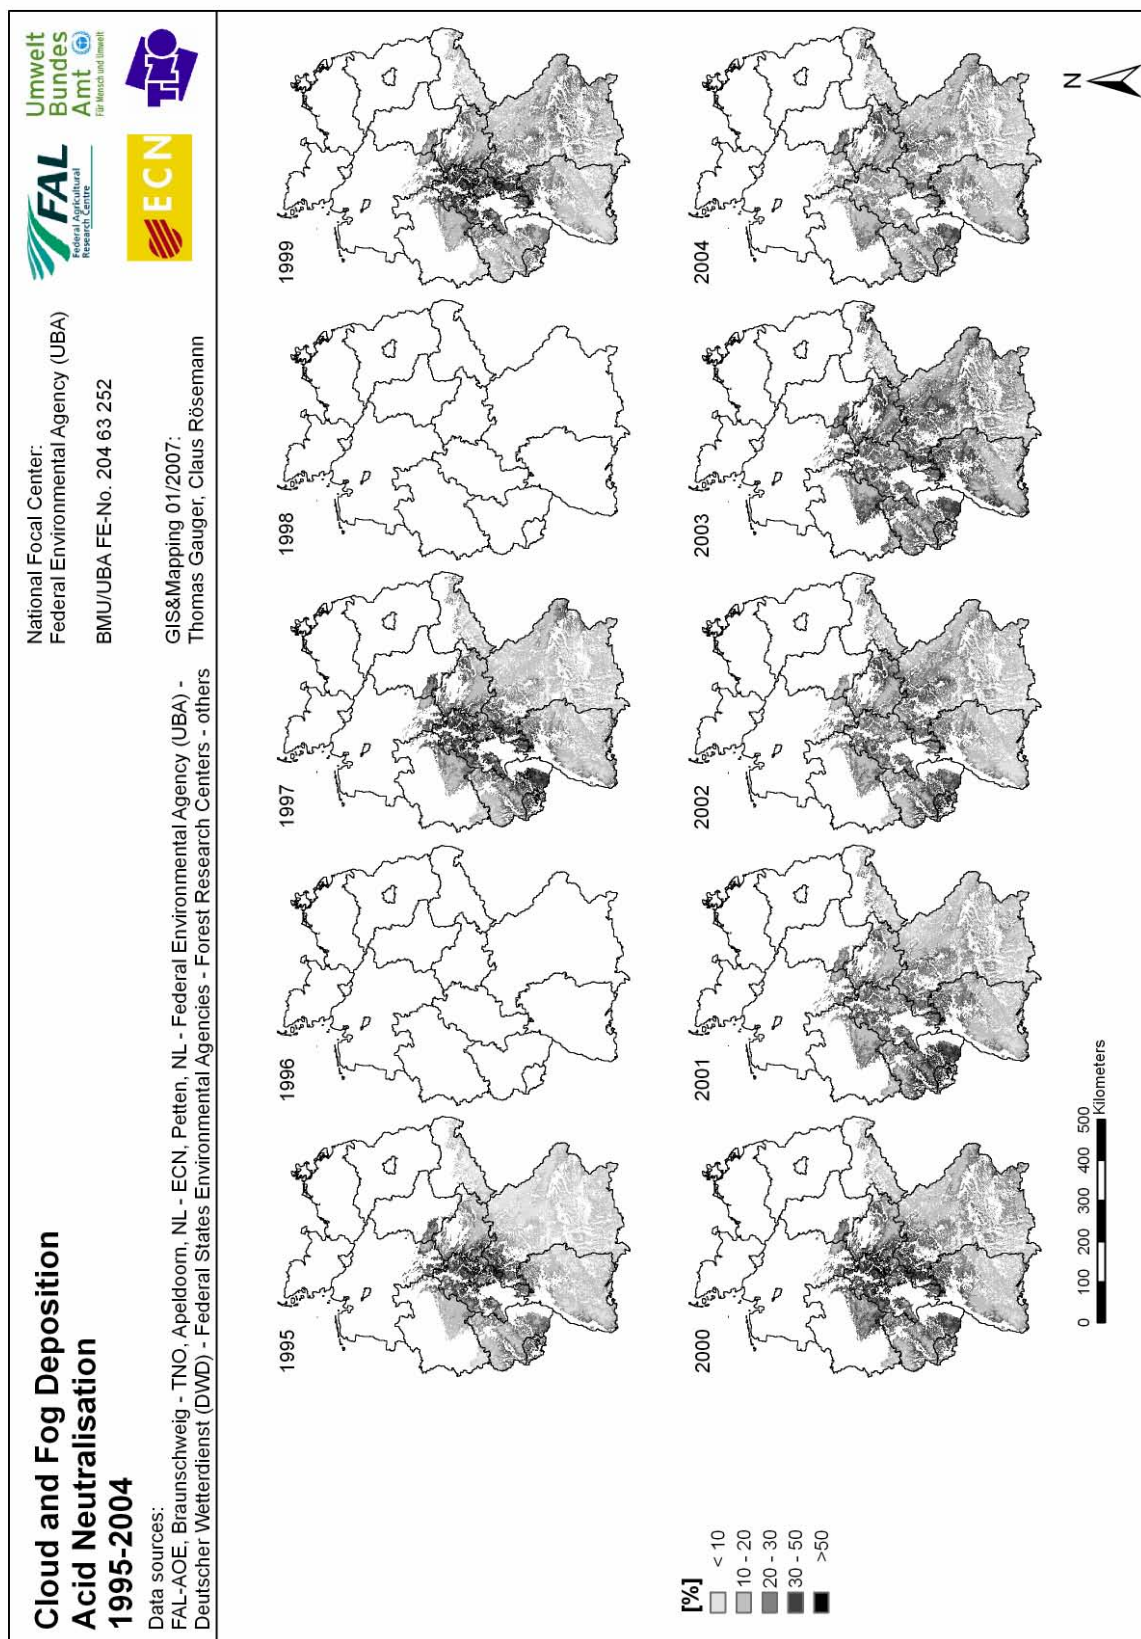 Cloud and Fog Deposition
Acid Neutralisation
1995-2004
Data sources:
FAL-AOE, Braunschweig - TNO, Apeldoorn, NL - ECN, Petten, NL - Federal Environmental Agency (UBA) -
Deutscher Wetterdienst (DWD) - Federal States Environmental Agencies - Forest Research Centers - others
National Focal Center:
Federal Environmental Agency (UBA)
BMU/UBA FE-No. 204 63 252
GIS&Mapping 01/2007:
Thomas Gauger, Claus Rösemann
FAL
Federal Agricultural
Research Centre
Umwelt
Bundes
Amt
Für Mensch und Umwelt
ECN
TNO
1995
1996
1997
1998
1999
2000
2001
2002
2003
2004
[%]
< 10
10 - 20
20 - 30
30 - 50
>50
0 100 200 300 400 500
Kilometers
N